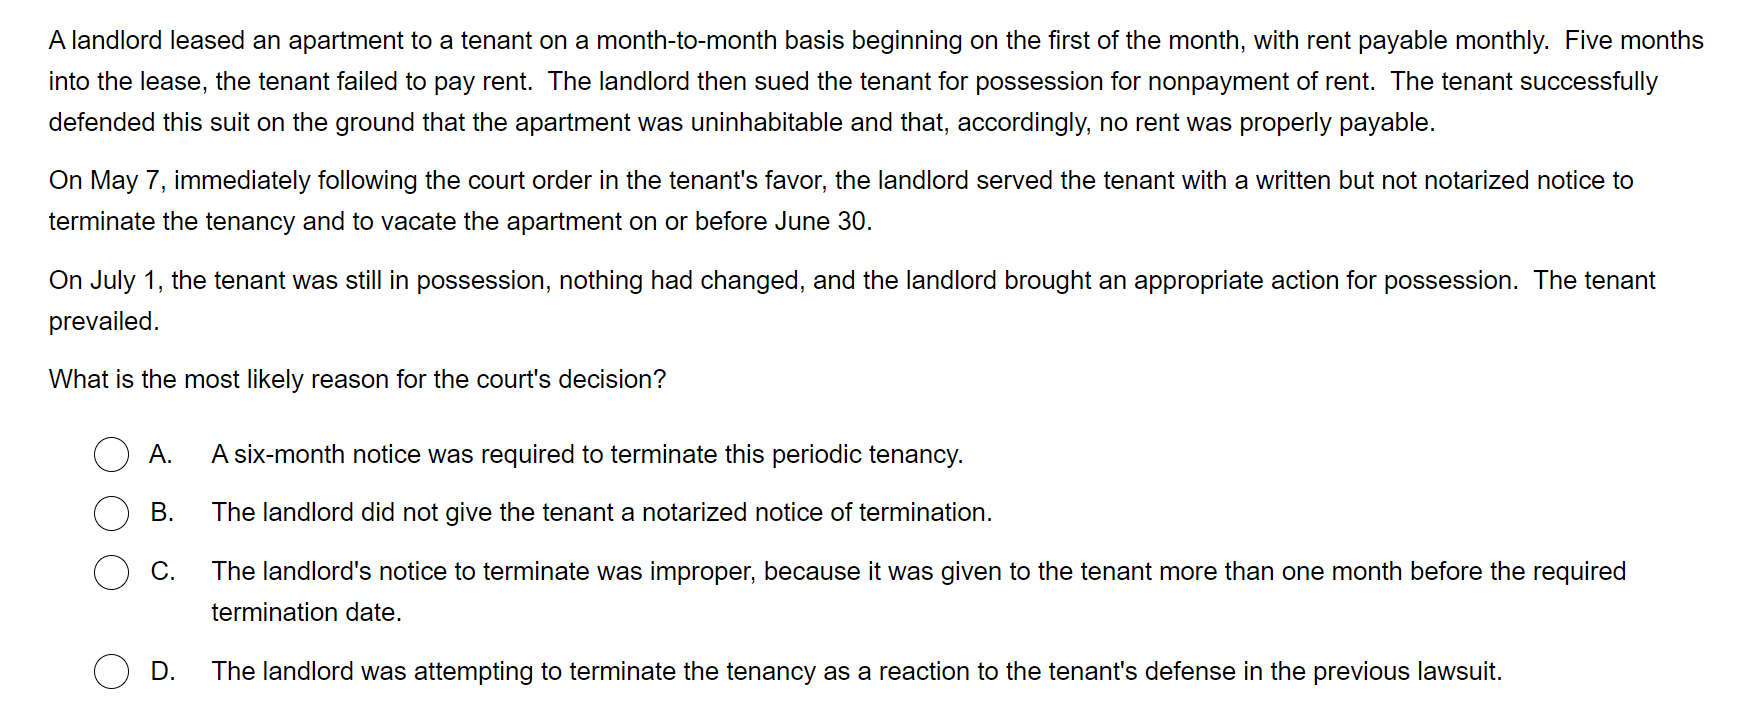 A landlord leased an apartment to a tenant on a month-to-month basis beginning on the first of the month, with rent payable monthly.  Five months
into the lease, the tenant failed to pay rent.  The landlord then sued the tenant for possession for nonpayment of rent.  The tenant successfully
defended this suit on the ground that the apartment was uninhabitable and that, accordingly, no rent was properly payable.
On May 7, immediately following the court order in the tenant's favor, the landlord served the tenant with a written but not notarized notice to
terminate the tenancy and to vacate the apartment on or before June 30.
On July 1, the tenant was still in possession, nothing had changed, and the landlord brought an appropriate action for possession.  The tenant
prevailed.
What is the most likely reason for the court's decision?
A. A six-month notice was required to terminate this periodic tenancy.
B. The landlord did not give the tenant a notarized notice of termination.
C. The landlord's notice to terminate was improper, because it was given to the tenant more than one month before the required
termination date.
D. The landlord was attempting to terminate the tenancy as a reaction to the tenant's defense in the previous lawsuit.